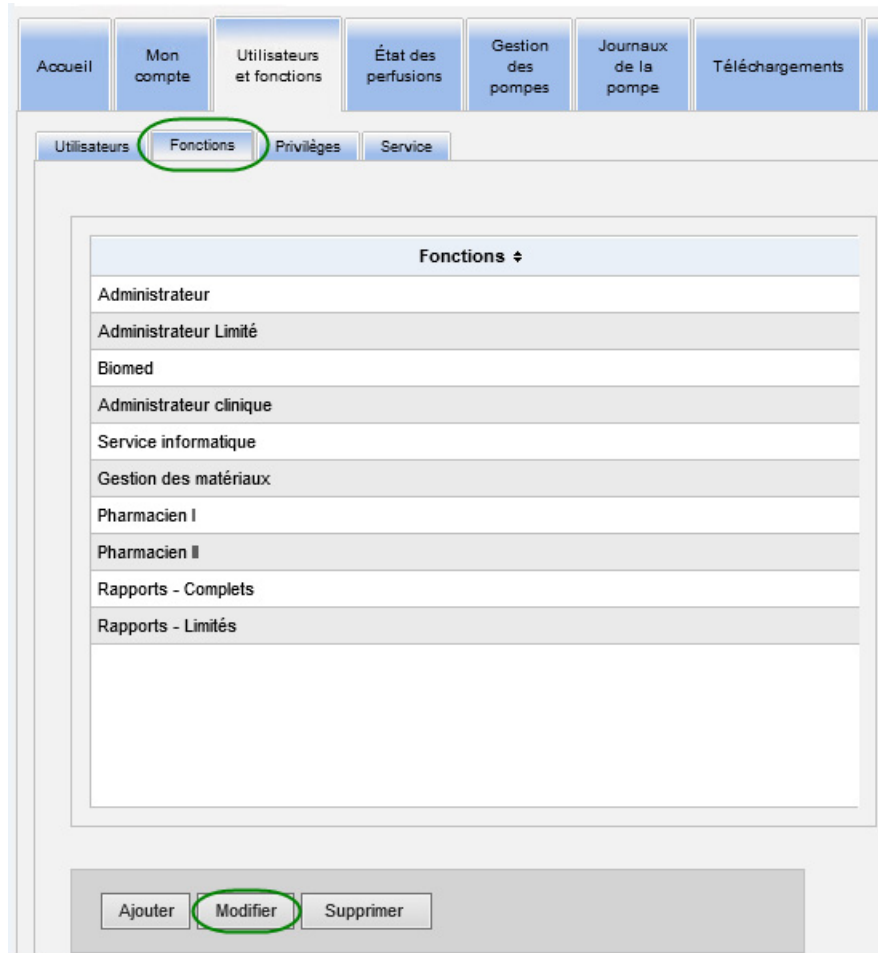 Accueil
Mon
compte
Utilisateurs
et fonctions
État des
perfusions
Gestion
des
pompes
Journaux
de la
pompe
Téléchargements
Utilisateurs Fonctions Privilèges Service
Fonctions
Administrateur
Administrateur Limité
Biomed
Administrateur clinique
Service informatique
Gestion des matériaux
Pharmacien I
Pharmacien II
Rapports - Complets
Rapports - Limités
Ajouter Modifier Supprimer